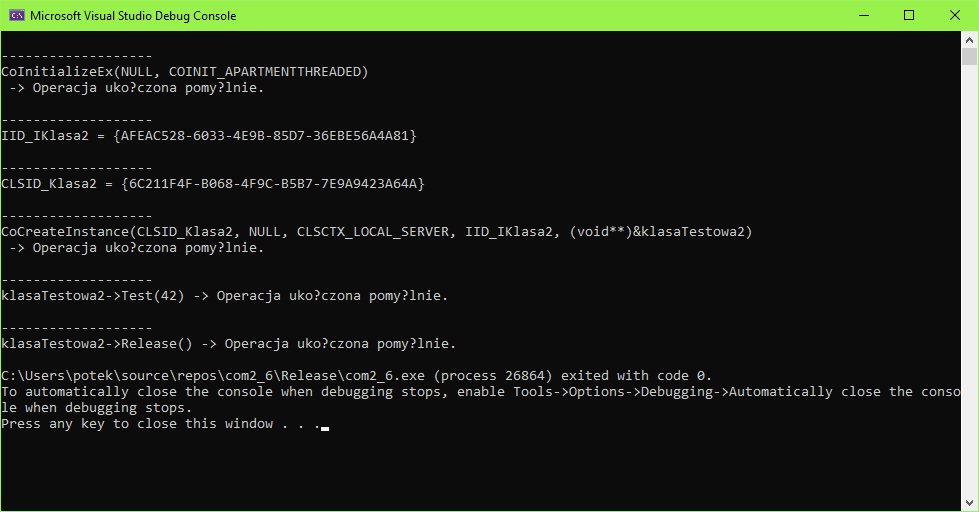 Microsoft Visual Studio Debug Console
-------------------
CoInitializeEx(NULL, COINIT_APARTMENTTHREADED)
 -> Operacja uko?czona pomy?lnie.
-------------------
IID_IKlasa2 = {AFEAC528-6033-4E9B-85D7-36EBE56A4A81}
-------------------
CLSID_Klasa2 = {6C211F4F-B068-4F9C-B5B7-7E9A9423A64A}
-------------------
CoCreateInstance(CLSID_Klasa2, NULL, CLSCTX_LOCAL_SERVER, IID_IKlasa2, (void**)&klasaTestowa2)
 -> Operacja uko?czona pomy?lnie.
-------------------
klasaTestowa2->Test(42) -> Operacja uko?czona pomy?lnie.
-------------------
klasaTestowa2->Release() -> Operacja uko?czona pomy?lnie.
C:\Users\potek\source\repos\com2_6\Release\com2_6.exe (process 26864) exited with code 0.
To automatically close the console when debugging stops, enable Tools->Options->Debugging->Automatically close the conso
le when debugging stops.
Press any key to close this window . . .